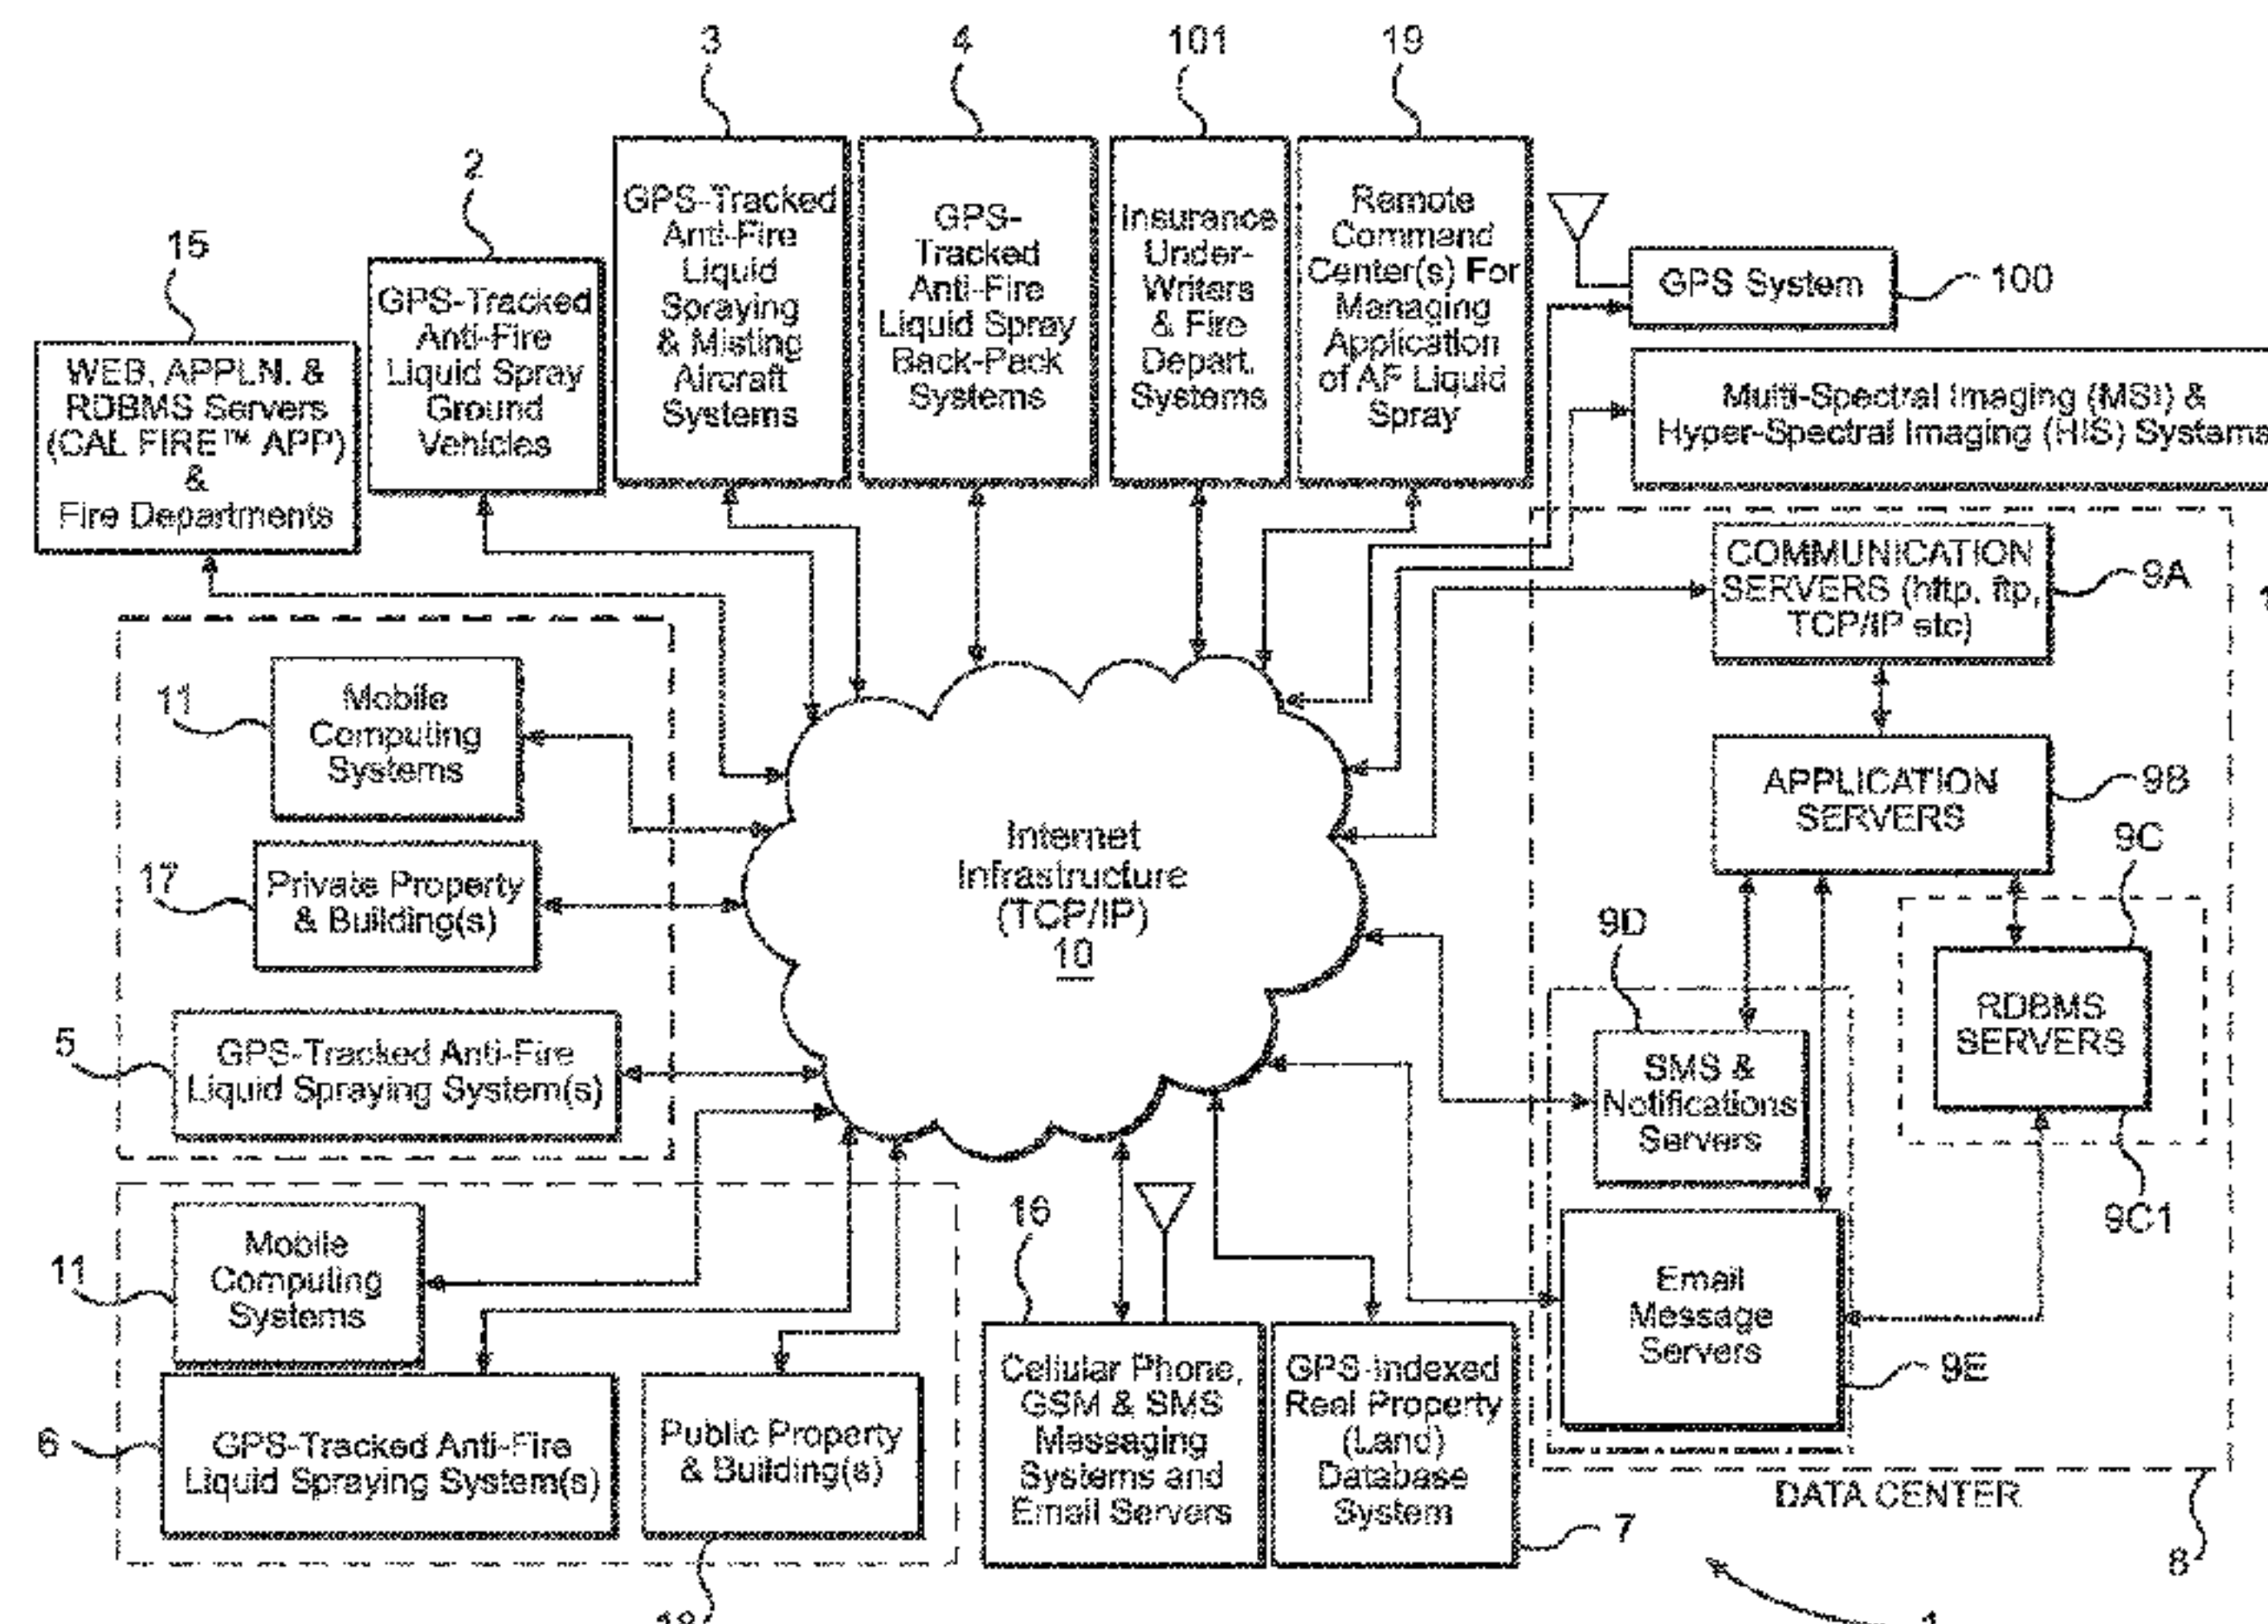 3
4
101
19
2
15
GPS-Tracked
Anti-Fire
Liquid
Spraying
& Misting
Aircraft
Systems
GPS-
Tracked
Anti-Fire
Liquid Spray
Back-Pack
Systems
Insurance
Under-
Writers
& Fire
Depart.
Systems
Remote
Command
Center(s) For
Managing
Application
of AF Liquid
Spray
GPS System
100
WEB, APPLN. &
RDBMS Servers
(CAL FIRE™ APP)
&
Fire Departments
GPS-Tracked
Anti-Fire
Liquid Spray
Ground
Vehicles
Multi-Spectral Imaging (MSI) &
Hyper-Spectral Imaging (HIS) Systems
COMMUNICATION
SERVERS (http, ftp,
TCP/IP etc)
9A
11
Mobile
Computing
Systems
APPLICATION
SERVERS
9B
9C
17
Private Property
& Building(s)
Internet
Infrastructure
(TCP/IP)
10
9D
RDBMS
SERVERS
5
GPS-Tracked Anti-Fire
Liquid Spraying System(s)
SMS &
Notifications
Servers
9C1
11
Mobile
Computing
Systems
16
Email
Message
Servers
9E
6
GPS-Tracked Anti-Fire
Liquid Spraying System(s)
Public Property
& Building(s)
Cellular Phone,
GSM & SMS
Messaging
Systems and
Email Servers
GPS-Indexed
Real Property
(Land)
Database
System
DATA CENTER
7
8
18
1